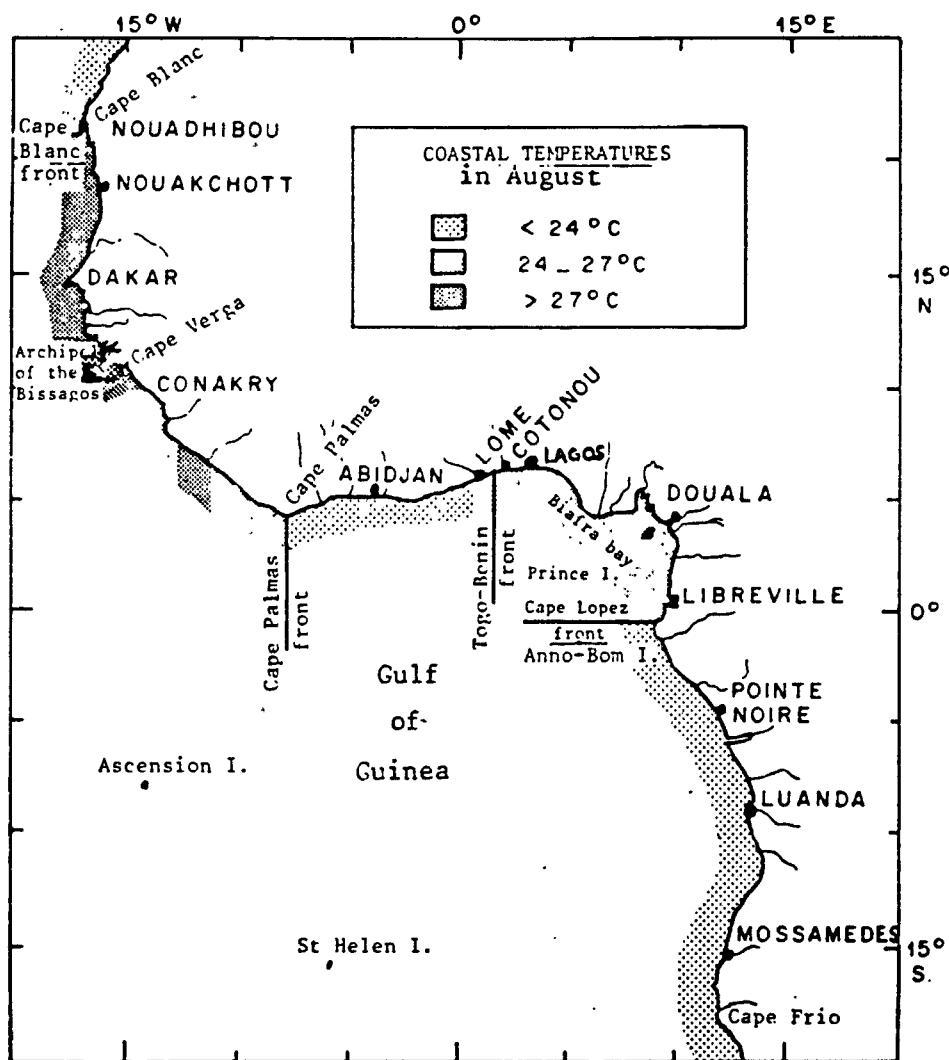 15° W
0°
15° E
Cape Blanc
Cape
Blanc
front
NOUADHIBOU
NOUAKCHOTT
COASTAL TEMPERATURES
in August
< 24°C
24 _ 27°C
> 27°C
15°
N
DAKAR
Cape Verga
Archipel
of the
Bissagos
CONAKRY
Cape Palmas
ABIDJAN
LOME
COTONOU
LAGOS
DOUALA
Biafra bay
Prince I.
LIBREVILLE
0°
Cape Palmas
front
Togo-Benin
front
Cape Lopez
front
Anno-Bom I.
Gulf
of
Guinea
POINTE
NOIRE
Ascension I.
LUANDA
St Helen I.
MOSSAMEDES
15°
S.
Cape Frio